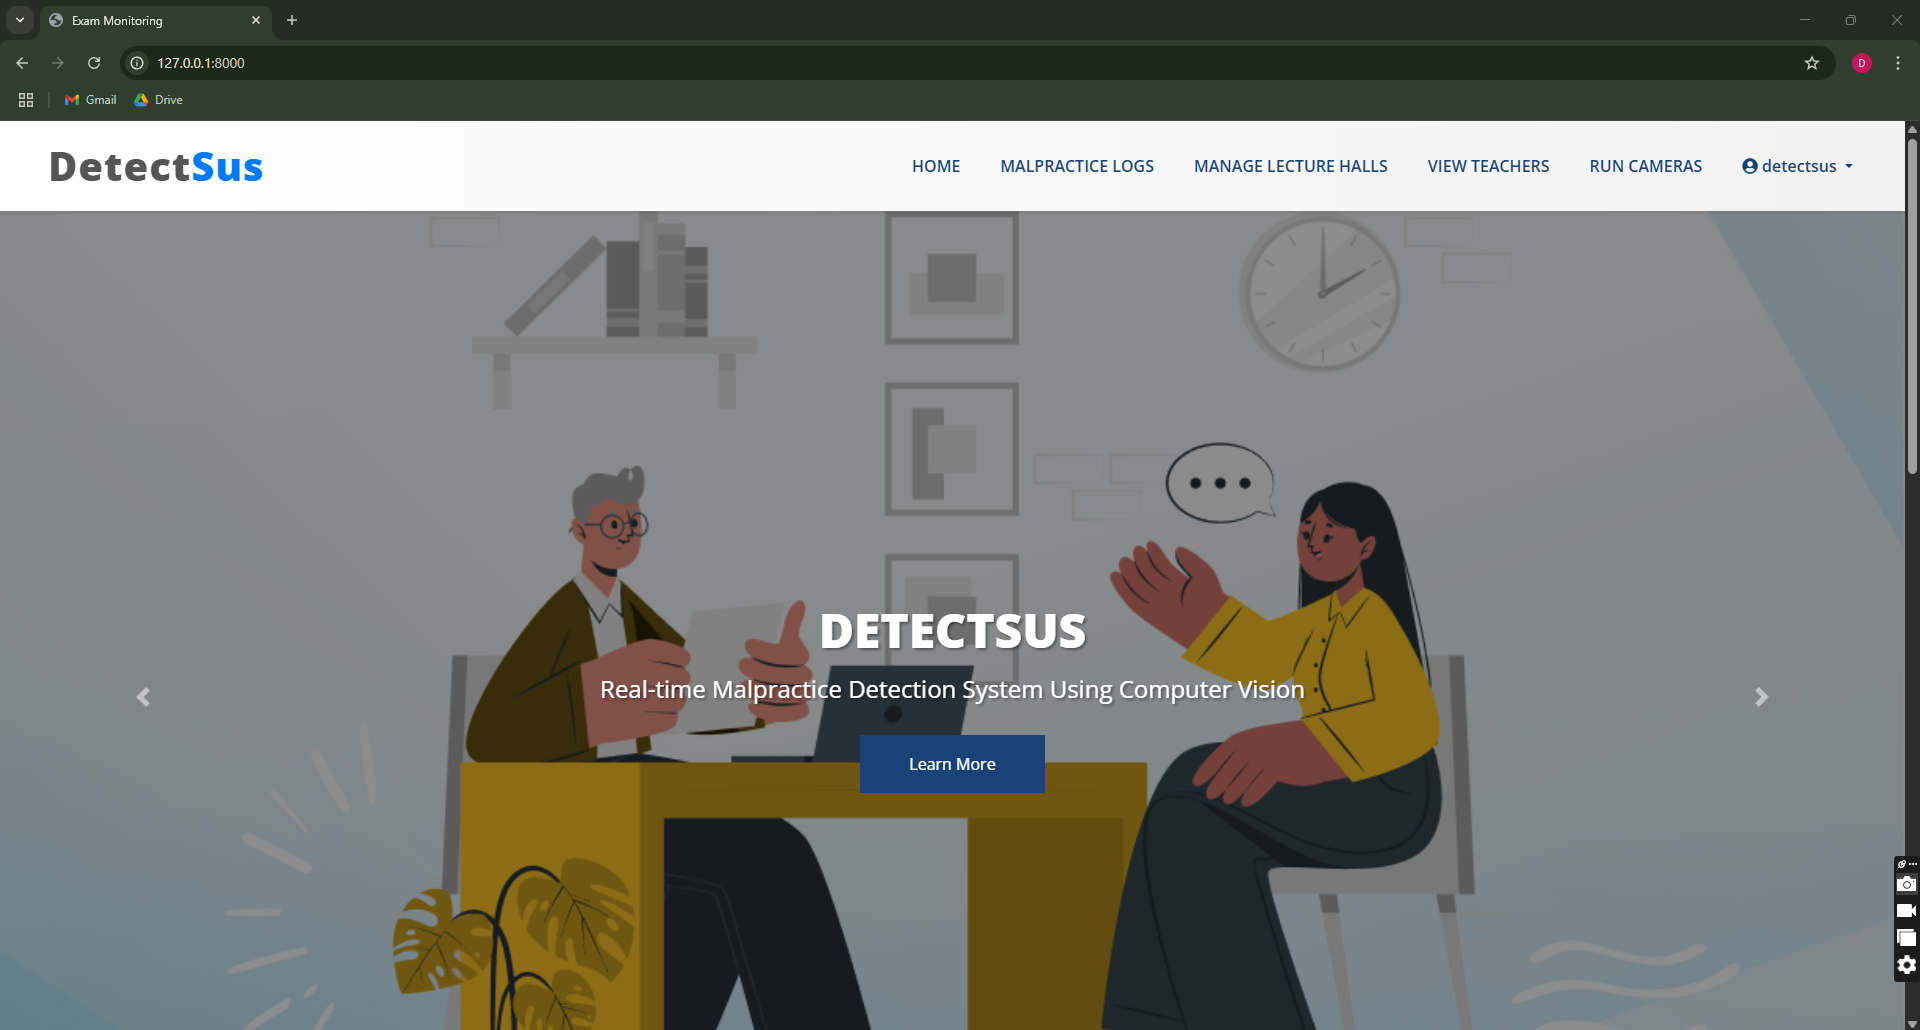 Exam Monitoring
127.0.0.1:8000
D
Gmail
Drive
DetectSus
HOME
MALPRACTICE LOGS
MANAGE LECTURE HALLS
VIEW TEACHERS
RUN CAMERAS
detectsus
DETECTSUS
Real-time Malpractice Detection System Using Computer Vision
Learn More